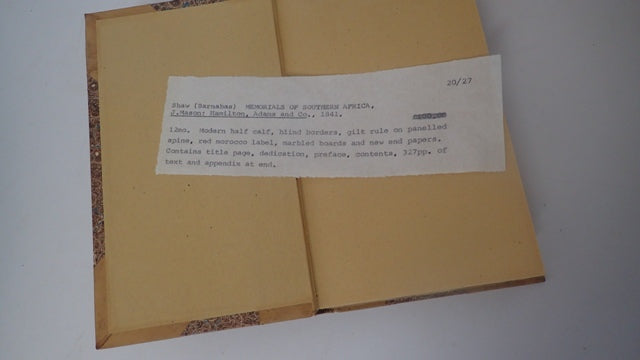 20/27
Shaw (Barnabas) MEMORIALS OF SOUTHERN AFRICA.
J.Mason: Hamilton, Adams and Co., 1841.
12mo. Modern half calf, blind borders, gilt rule on panelled
spine, red morocco label, marbled boards and new end papers.
Contains title page, dedication, preface, contents, 327pp. of
text and appendix at end.